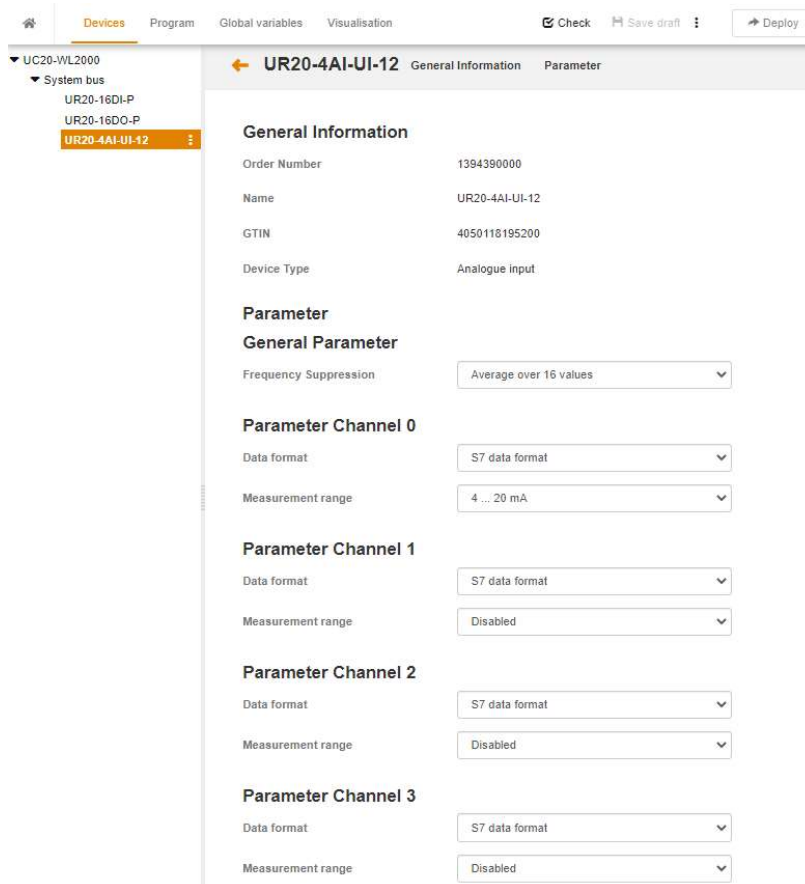 Devices Program Global variables Visualisation Check Save draft Deploy
UC20-WL2000
System bus
UR20-16DI-P
UR20-16DO-P
UR20-4AI-UI-12
UR20-4AI-UI-12 General Information Parameter
General Information
Order Number 1394390000
Name UR20-4AI-UI-12
GTIN 4050118195200
Device Type Analogue input
Parameter
General Parameter
Frequency Suppression Average over 16 values
Parameter Channel 0
Data format S7 data format
Measurement range 4 ... 20 mA
Parameter Channel 1
Data format S7 data format
Measurement range Disabled
Parameter Channel 2
Data format S7 data format
Measurement range Disabled
Parameter Channel 3
Data format S7 data format
Measurement range Disabled